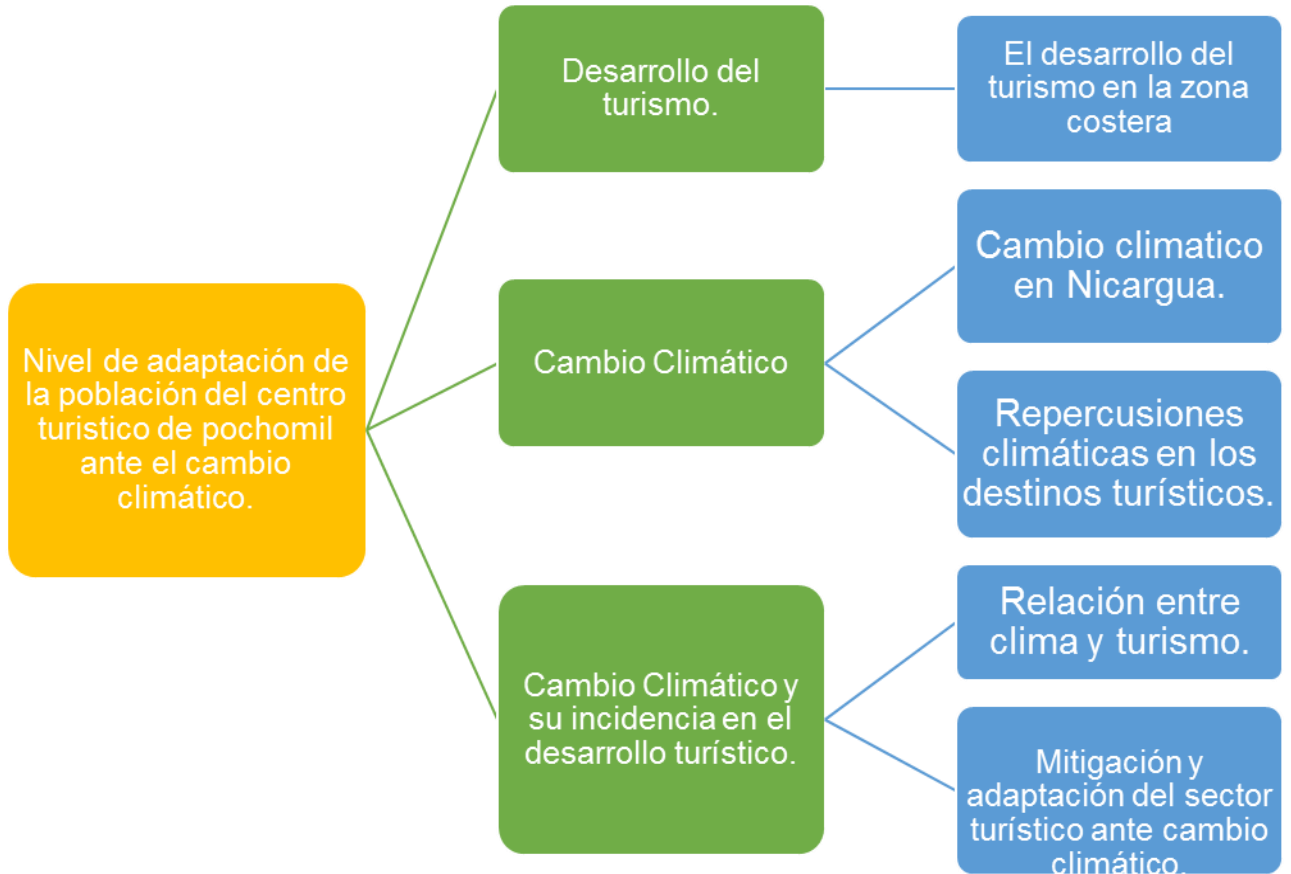 Nivel de adaptación de
la población del centro
turistico de pochomil
ante el cambio
climático.
Desarrollo del
turismo.
El desarrollo del
turismo en la zona
costera
Cambio Climático
Cambio climatico
en Nicargua.
Repercusiones
climáticas en los
destinos turísticos.
Cambio Climático y
su incidencia en el
desarrollo turístico.
Relación entre
clima y turismo.
Mitigación y
adaptación del sector
turístico ante cambio
climático.